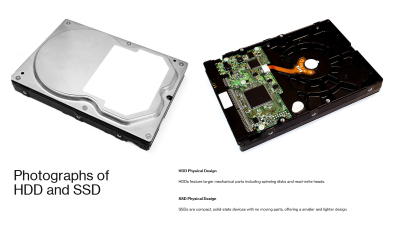 Photographs of
HDD and SSD
HDD Physical Design
HDDs feature larger mechanical parts including spinning disks and read-write heads.
SSD Physical Design
SSDs are compact, solid-state devices with no moving parts, offering a smaller and lighter design.